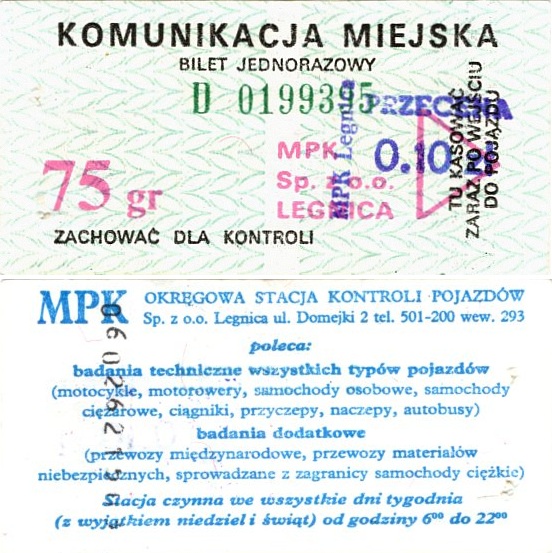 KOMUNIKACJA MIEJSKA
BILET JEDNORAZOWY
D 0199395
MPK Legnica
PRZECENA
0.10
TU KASOWAĆ
ZARAZ PO WEJŚCIU
DO POJAZDU
75 gr
MPK
Sp. z o.o.
LEGNICA
ZACHOWAĆ DLA KONTROLI
MPK OKRĘGOWA STACJA KONTROLI POJAZDÓW
Sp. z o.o. Legnica ul. Domejki 2 tel. 501-200 wew. 293
poleca:
badania techniczne wszystkich typów pojazdów
(motocykle, motorowery, samochody osobowe, samochody
ciężarowe, ciągniki, przyczepy, naczepy, autobusy)
badania dodatkowe
(przewozy międzynarodowe, przewozy materiałów
niebezpiecznych, sprowadzane z zagranicy samochody ciężkie)
Stacja czynna we wszystkie dni tygodnia
(z wyjątkiem niedziel i świąt) od godziny 6⁰⁰ do 22⁰⁰